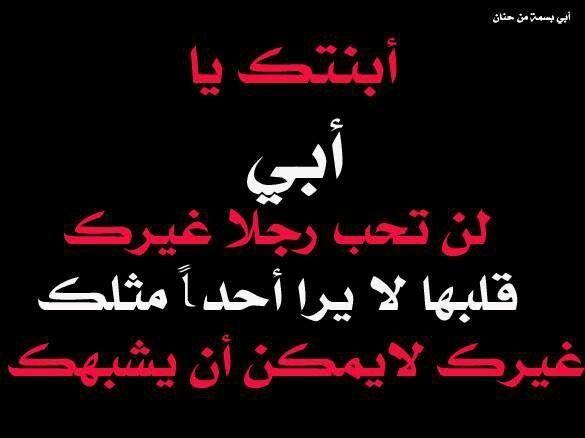 أبي بسمة من حنان
أبنتك يا
أبي
لن تحب رجلا غيرك
قلبها لا يرا أحداً مثلك
غيرك لايمكن أن يشبهك